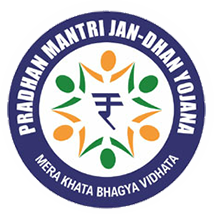 PRADHAN MANTRI JAN-DHAN YOJANA
₹
MERA KHATA BHAGYA VIDHATA